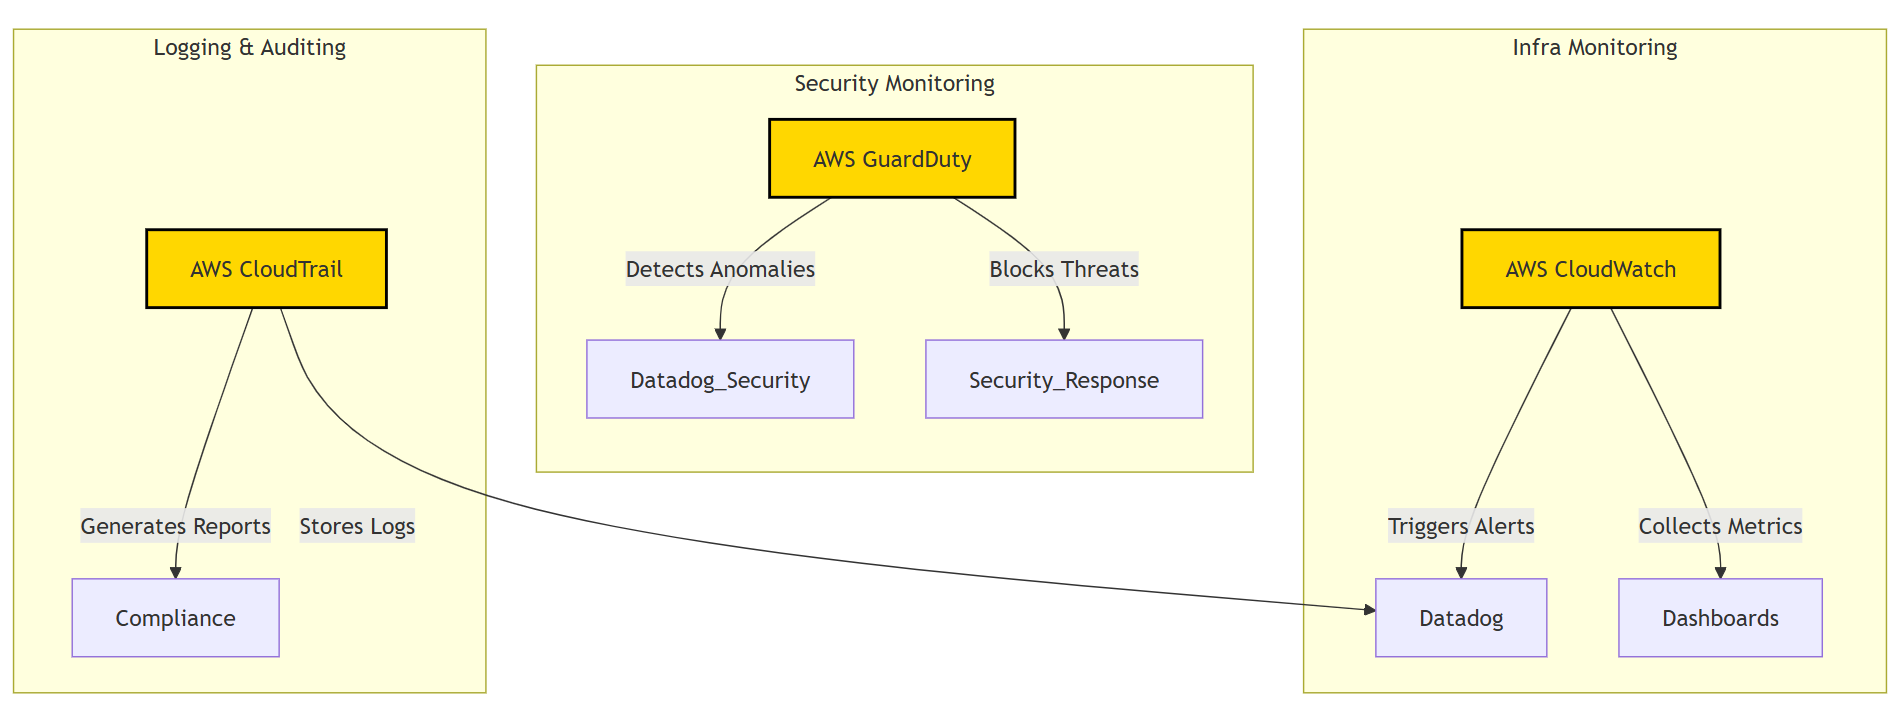 Logging & Auditing
AWS CloudTrail
Generates Reports
Stores Logs
Compliance
Security Monitoring
AWS GuardDuty
Detects Anomalies
Blocks Threats
Datadog_Security
Security_Response
Infra Monitoring
AWS CloudWatch
Triggers Alerts
Collects Metrics
Datadog
Dashboards